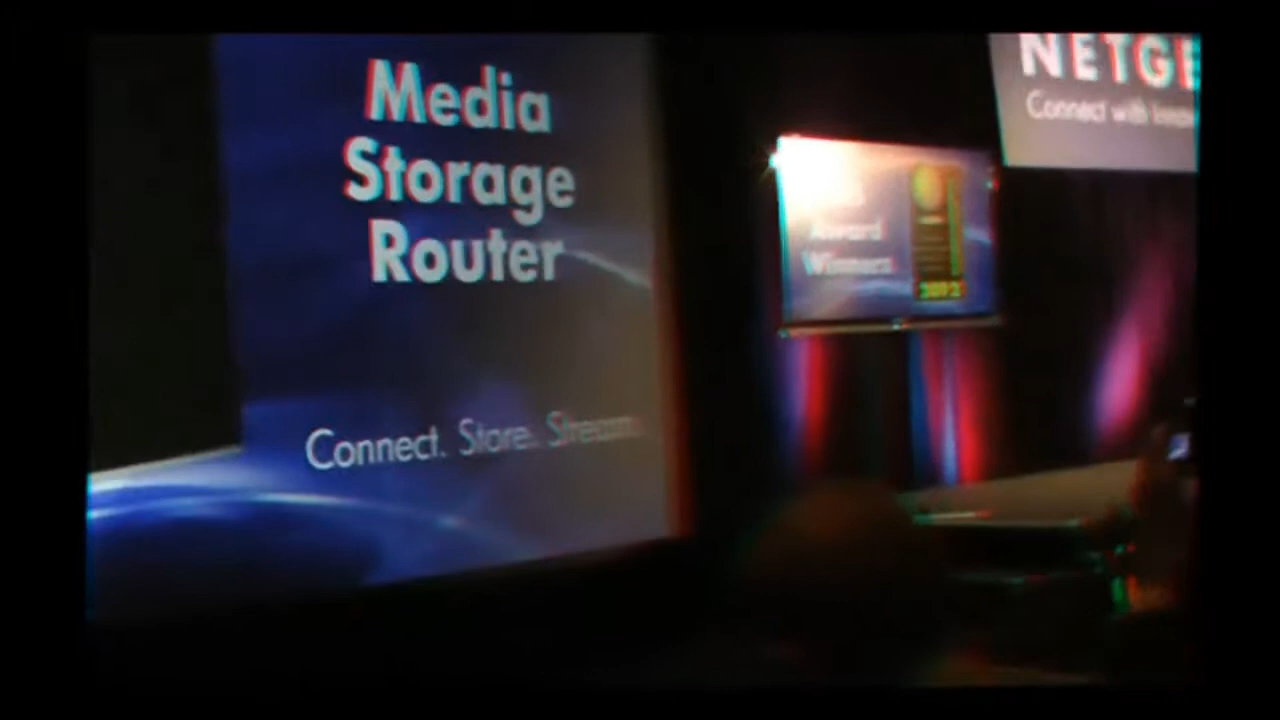 Media
Storage
Router
Connect. Store. Stream.
Award
Winners
NETGE
Connect with